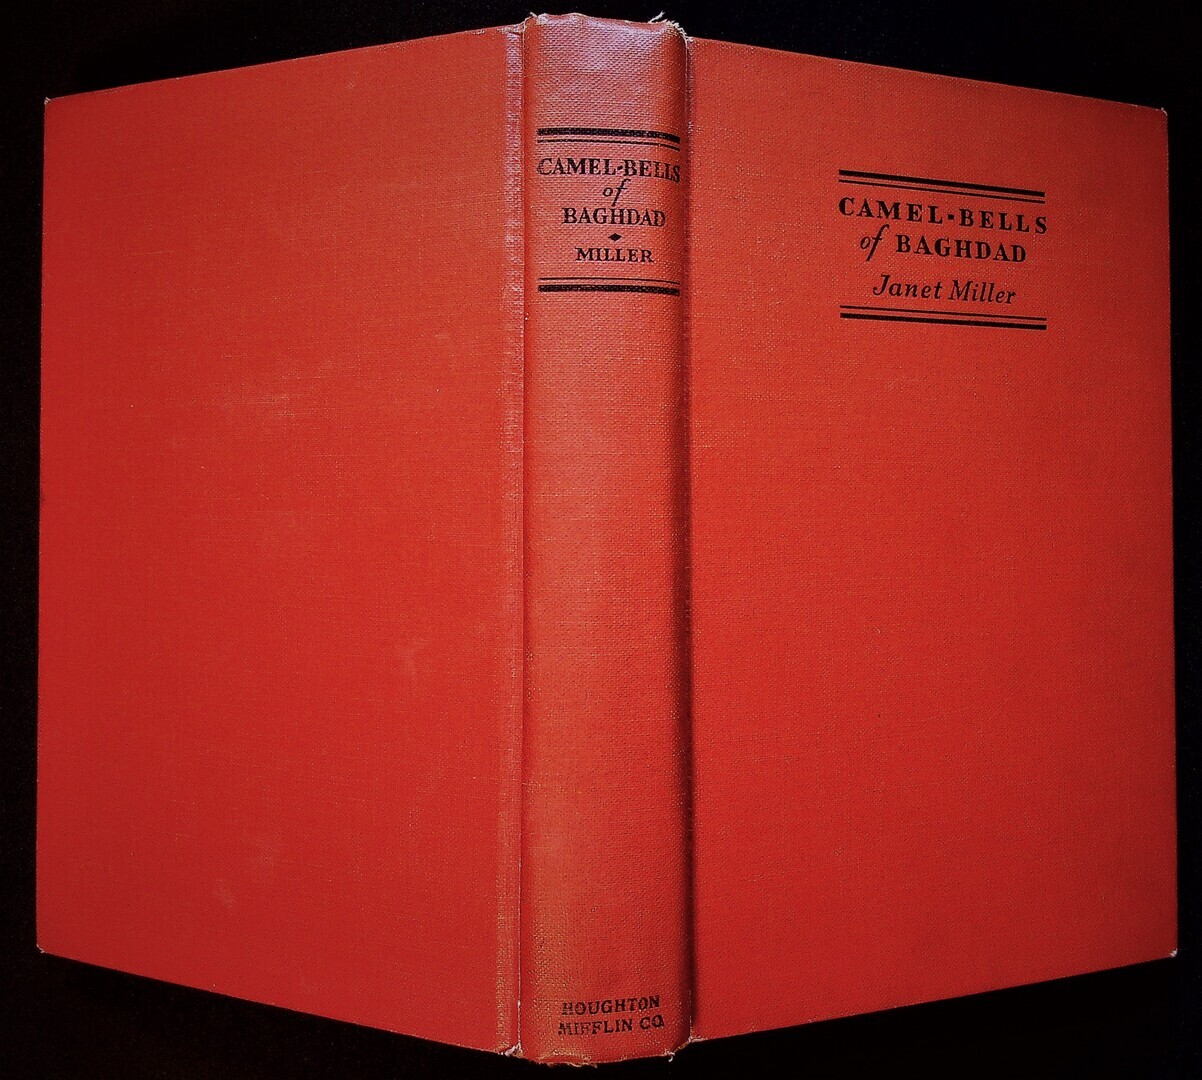 CAMEL-BELLS
of
BAGHDAD
MILLER
HOUGHTON
MIFFLIN CO.
CAMEL-BELLS
of BAGHDAD
Janet Miller